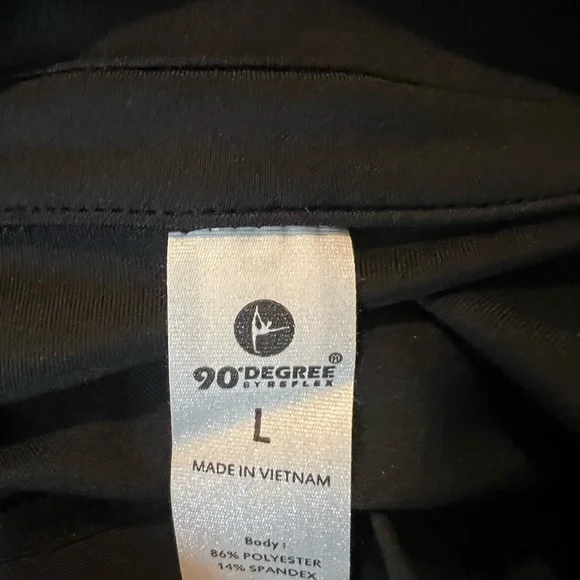 90°DEGREE®
BY REFLEX
L
MADE IN VIETNAM
Body :
86% POLYESTER
14% SPANDEX